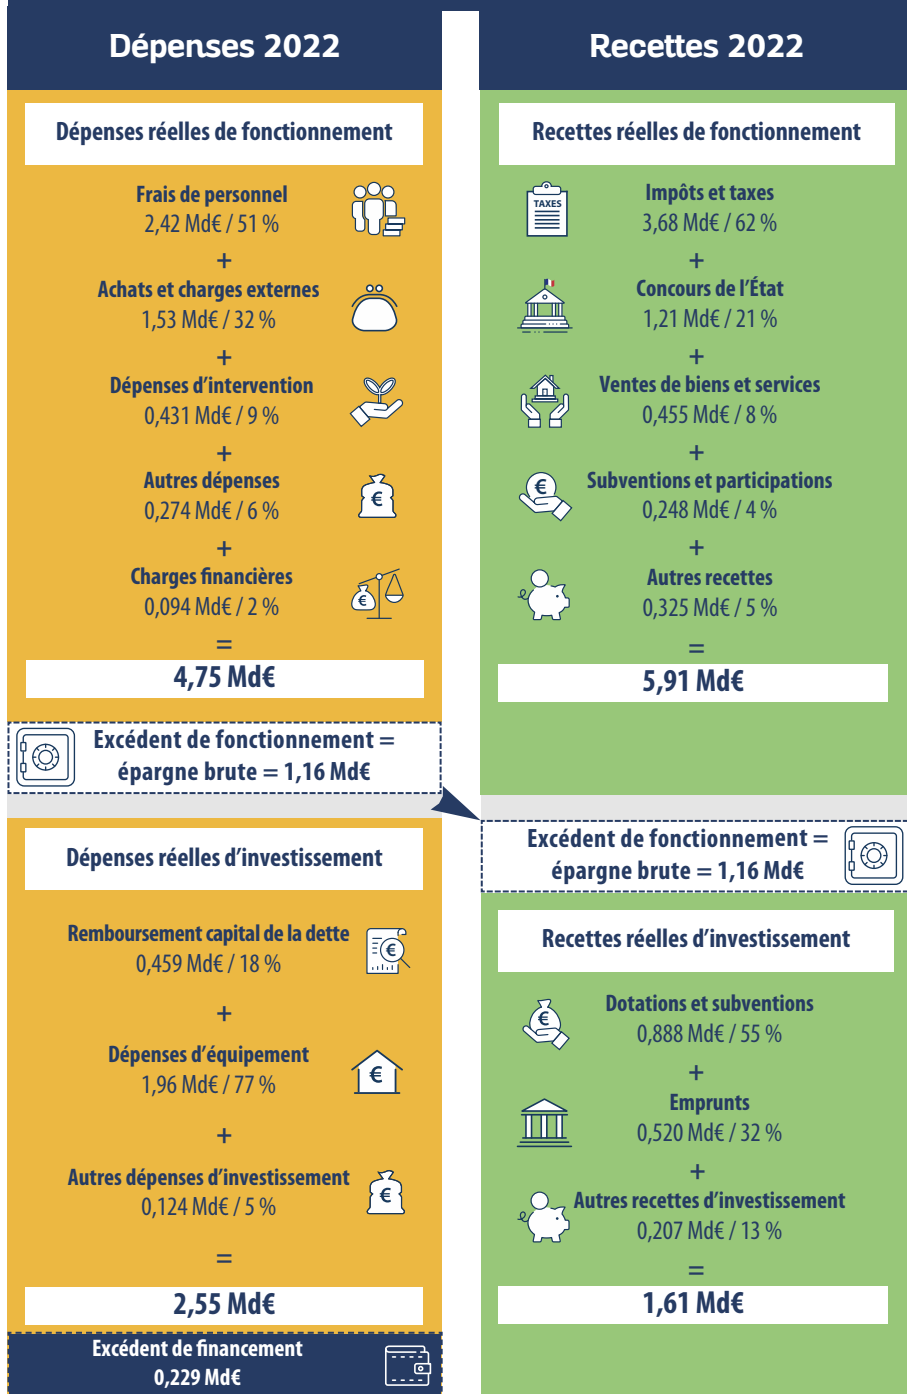 Dépenses 2022
Dépenses réelles de fonctionnement
Frais de personnel
2,42 Md€ / 51 %
+
Achats et charges externes
1,53 Md€ / 32 %
+
Dépenses d’intervention
0,431 Md€ / 9 %
+
Autres dépenses
0,274 Md€ / 6 %
€
+
Charges financières
0,094 Md€ / 2 %
€
=
4,75 Md€
Excédent de fonctionnement =
épargne brute = 1,16 Md€
Dépenses réelles d’investissement
Remboursement capital de la dette
0,459 Md€ / 18 %
€
+
Dépenses d’équipement
1,96 Md€ / 77 %
€
+
Autres dépenses d’investissement
0,124 Md€ / 5 %
€
=
2,55 Md€
Excédent de financement
0,229 Md€
Recettes 2022
Recettes réelles de fonctionnement
TAXES
Impôts et taxes
3,68 Md€ / 62 %
+
Concours de l’État
1,21 Md€ / 21 %
+
Ventes de biens et services
0,455 Md€ / 8 %
+
€
Subventions et participations
0,248 Md€ / 4 %
+
Autres recettes
0,325 Md€ / 5 %
=
5,91 Md€
Excédent de fonctionnement =
épargne brute = 1,16 Md€
Recettes réelles d’investissement
€
Dotations et subventions
0,888 Md€ / 55 %
+
Emprunts
0,520 Md€ / 32 %
+
Autres recettes d’investissement
0,207 Md€ / 13 %
=
1,61 Md€